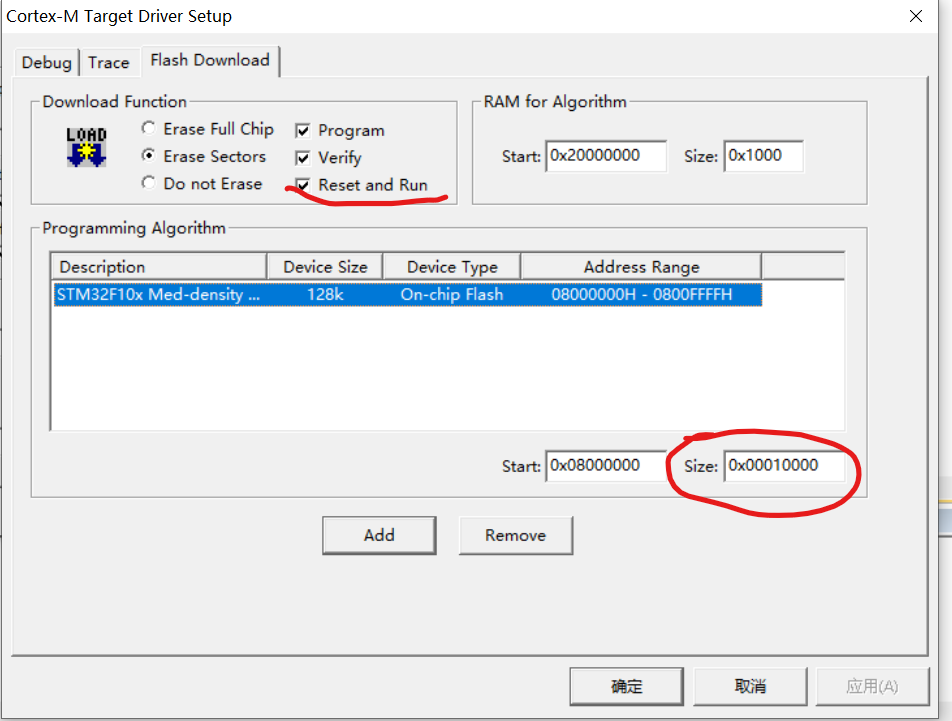 Cortex-M Target Driver Setup
Debug Trace Flash Download
Download Function
LOAD
Erase Full Chip Program
Erase Sectors Verify
Do not Erase Reset and Run
RAM for Algorithm
Start: 0x20000000 Size: 0x1000
Programming Algorithm
Description Device Size Device Type Address Range
STM32F10x Med-density ... 128k On-chip Flash 08000000H - 0800FFFFH
Start: 0x08000000 Size: 0x00010000
Add Remove
确定 取消 应用(A)